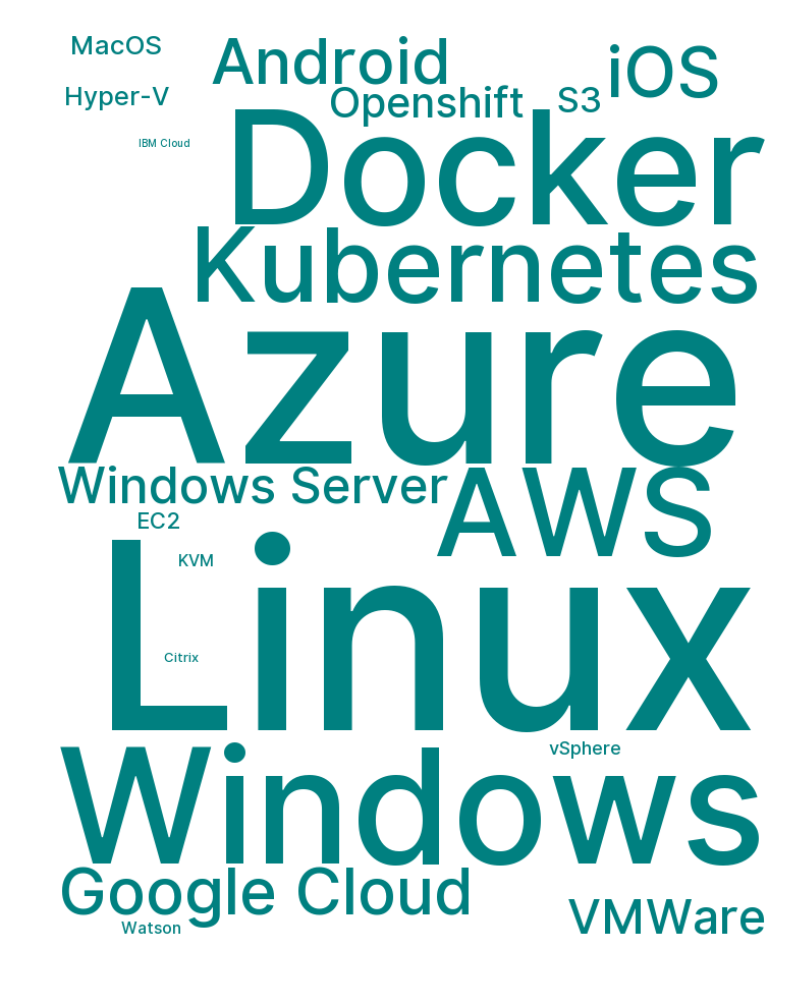 MacOS
Android
iOS
Hyper-V
Openshift
S3
IBM Cloud
Docker
Kubernetes
Azure
Windows Server
AWS
EC2
KVM
Linux
Citrix
vSphere
Windows
Google Cloud
VMWare
Watson